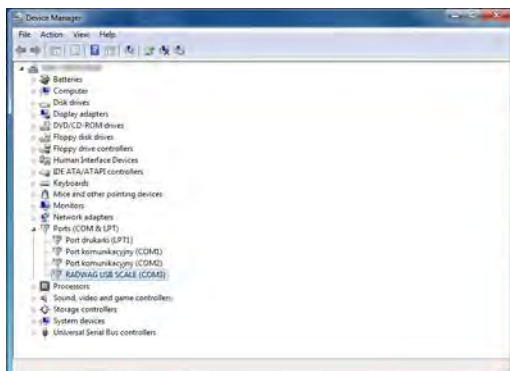 Device Manager
File Action View Help
Batteries
Computer
Disk drives
Display adapters
DVD/CD-ROM drives
Floppy disk drives
Floppy drive controllers
Human Interface Devices
IDE ATA/ATAPI controllers
Keyboards
Mice and other pointing devices
Monitors
Network adapters
Ports (COM & LPT)
Port drukarki (LPT1)
Port komunikacyjny (COM1)
Port komunikacyjny (COM2)
RADWAG USB SCALE (COM3)
Processors
Sound, video and game controllers
Storage controllers
System devices
Universal Serial Bus controllers